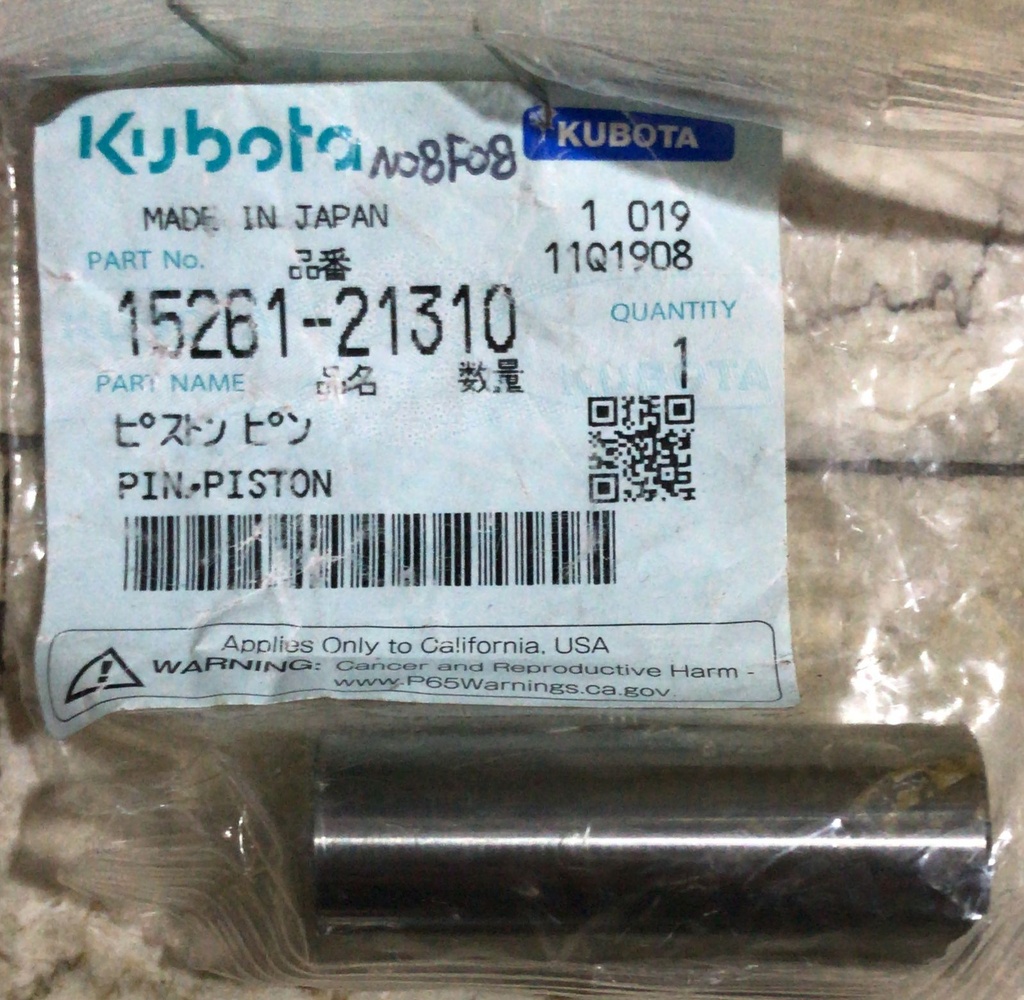 Kubota N08F08 KUBOTA
MADE IN JAPAN 1 019
PART No. 品番 11Q1908
15261-21310 QUANTITY
PART NAME 品名 数量 1
ピストン ピン
PIN,PISTON
Applies Only to California, USA
WARNING: Cancer and Reproductive Harm -
www.P65Warnings.ca.gov